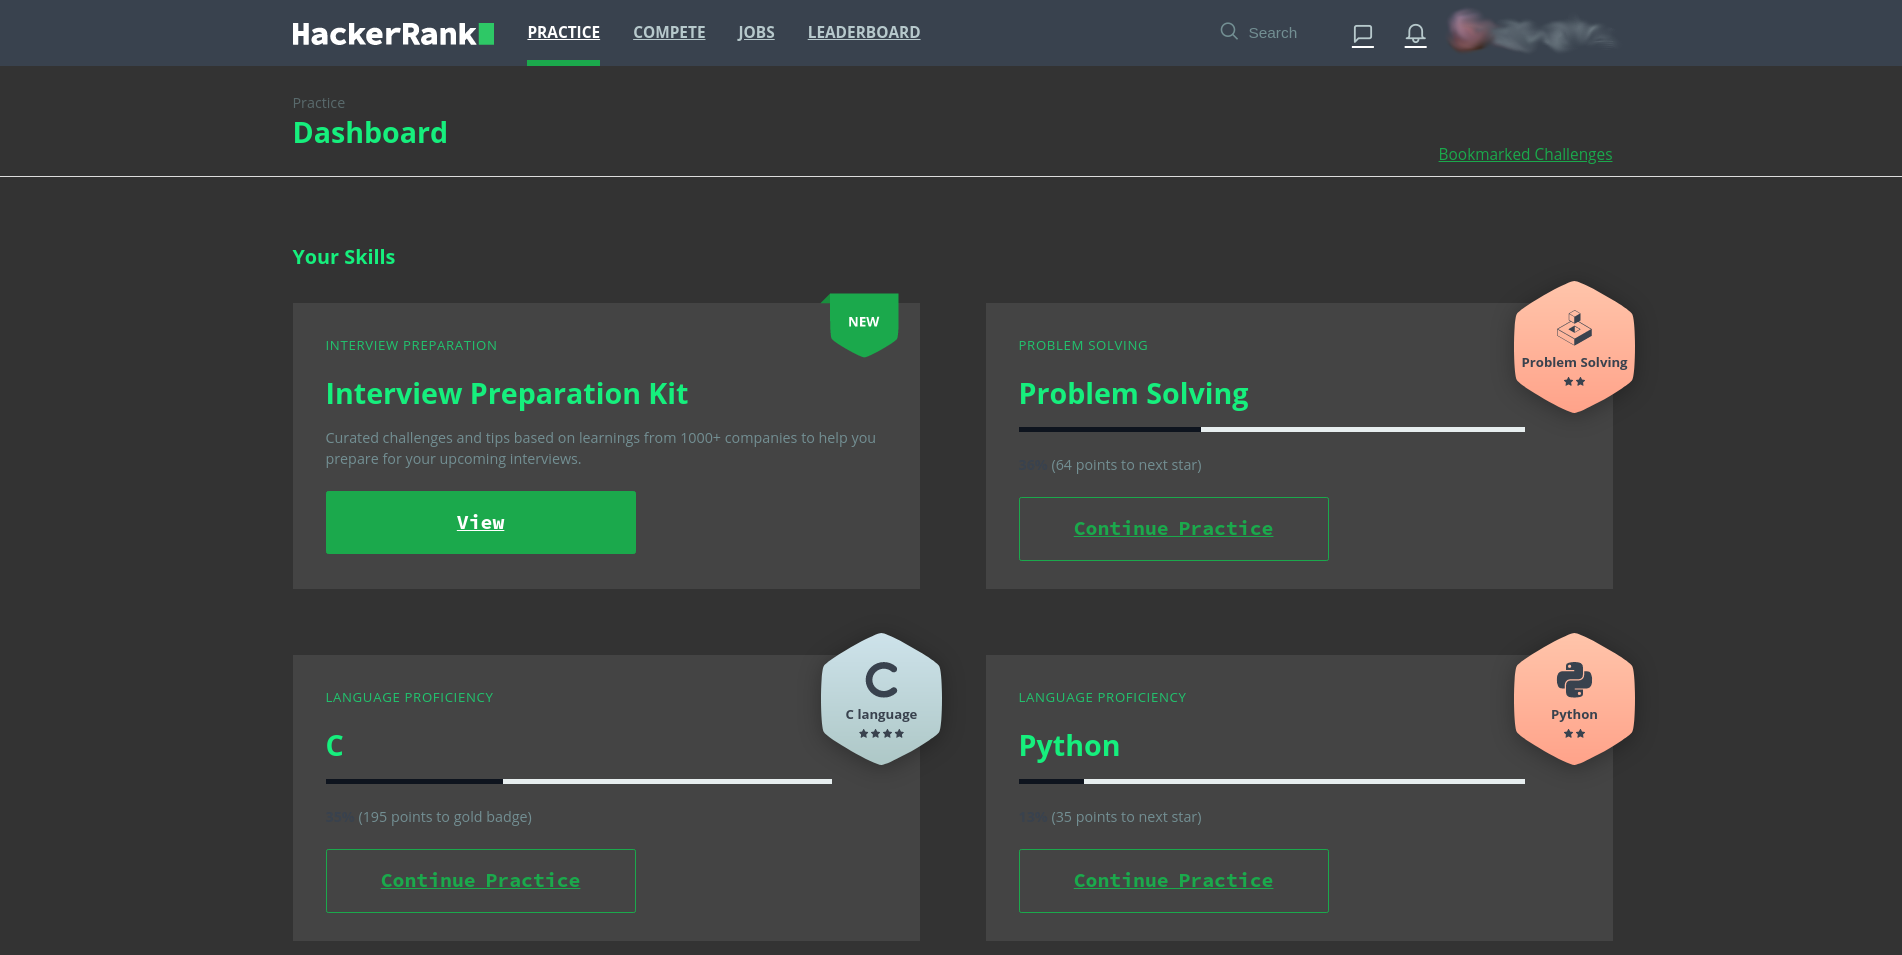 HackerRank
PRACTICE COMPETE JOBS LEADERBOARD Search
Practice
Dashboard
Bookmarked Challenges
Your Skills
NEW
INTERVIEW PREPARATION
Interview Preparation Kit
Curated challenges and tips based on learnings from 1000+ companies to help you
prepare for your upcoming interviews.
View
PROBLEM SOLVING
Problem Solving
Problem Solving
(64 points to next star)
Continue Practice
LANGUAGE PROFICIENCY
C
C language
(195 points to gold badge)
Continue Practice
LANGUAGE PROFICIENCY
Python
Python
(35 points to next star)
Continue Practice